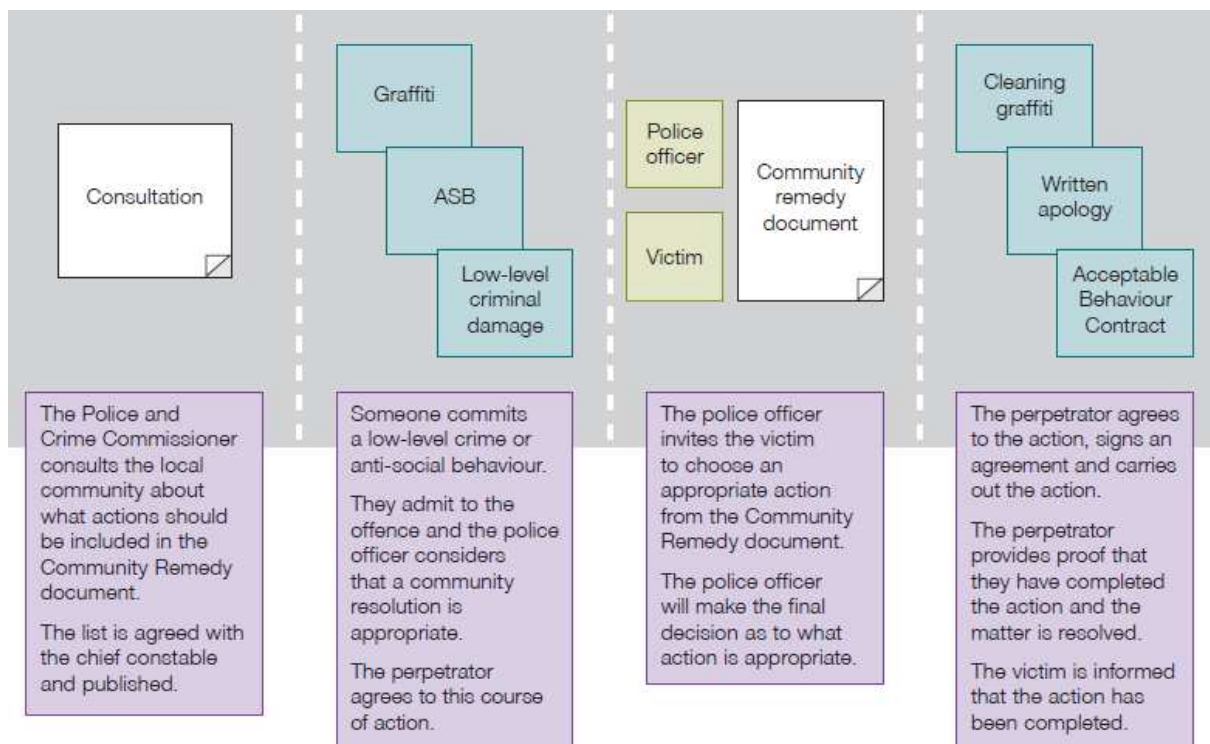 Consultation
Graffiti
ASB
Low-level
criminal
damage
Police
officer
Victim
Community
remedy
document
Cleaning
graffiti
Written
apology
Acceptable
Behaviour
Contract
The Police and
Crime Commissioner
consults the local
community about
what actions should
be included in the
Community Remedy
document.
The list is agreed with
the chief constable
and published.
Someone commits
a low-level crime or
anti-social behaviour.
They admit to the
offence and the police
officer considers
that a community
resolution is
appropriate.
The perpetrator
agrees to this course
of action.
The police officer
invites the victim
to choose an
appropriate action
from the Community
Remedy document.
The police officer
will make the final
decision as to what
action is appropriate.
The perpetrator agrees
to the action, signs an
agreement and carries
out the action.
The perpetrator
provides proof that
they have completed
the action and the
matter is resolved.
The victim is informed
that the action has
been completed.